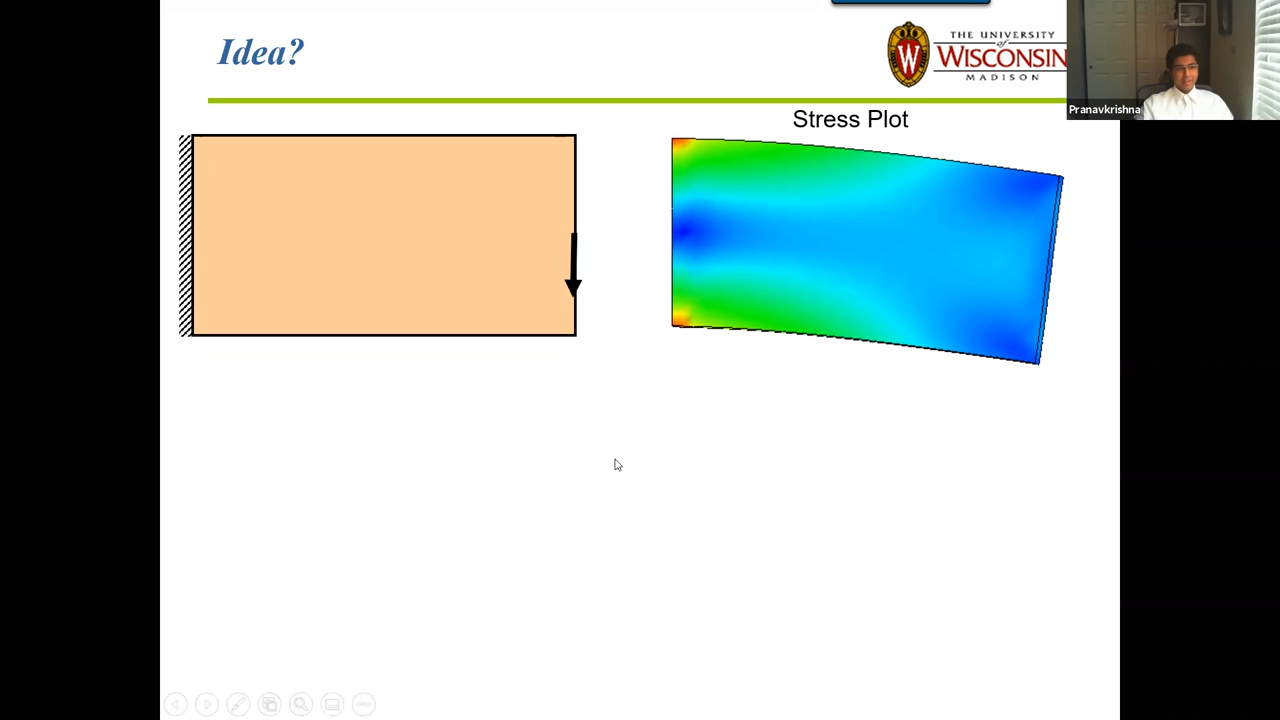 Idea?
THE UNIVERSITY
of
WISCONSIN
MADISON
W
Pranavkrishna
Stress Plot